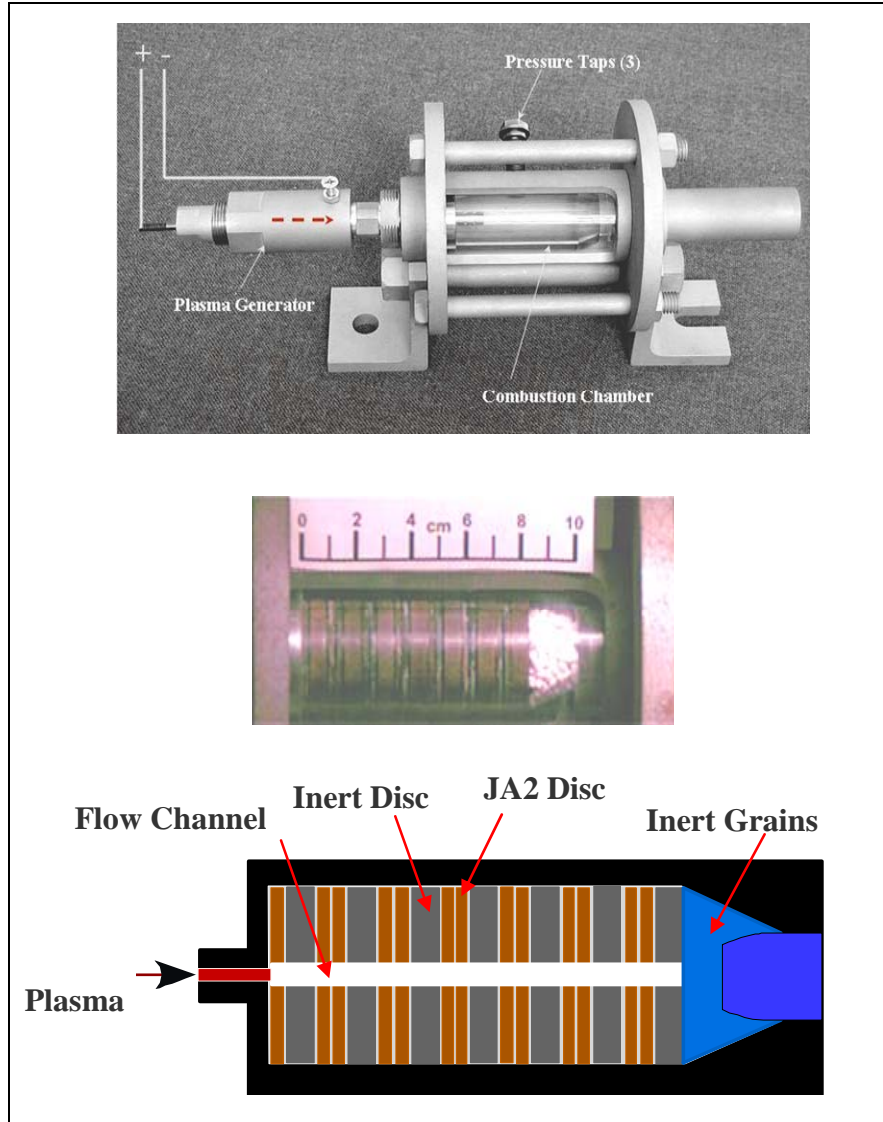 + -
Pressure Taps (3)
Plasma Generator
Combustion Chamber
0 2 4 cm 6 8 10
Flow Channel
Inert Disc
JA2 Disc
Inert Grains
Plasma